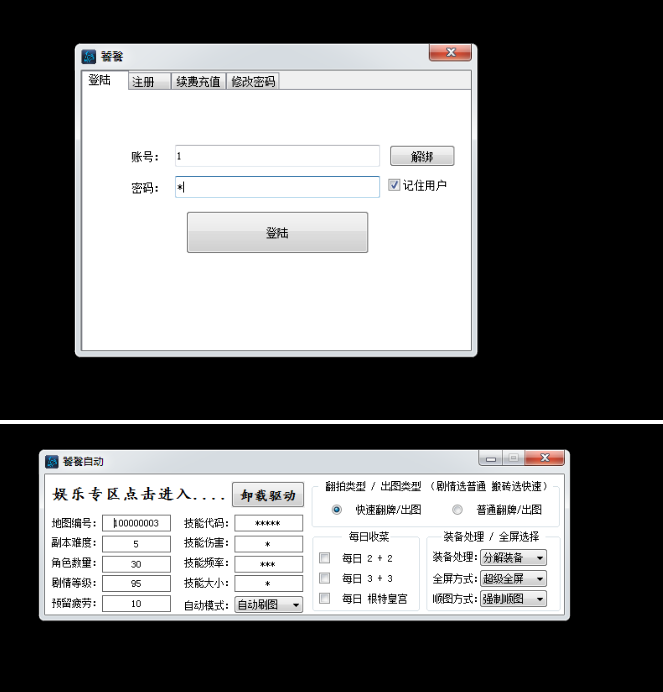 餮餮
登陆 注册 续费充值 修改密码
账号： 1 解绑
密码： * 记住用户
登陆
餮餮自动
娱乐专区点击进入.... 卸载驱动
翻拍类型 / 出图类型 （剧情选普通 搬砖选快速）
快速翻牌/出图 普通翻牌/出图
地图编号： 100000003 技能代码： *****
副本难度： 5 技能伤害： *
角色数量： 30 技能频率： ***
剧情等级： 95 技能大小： *
预留疲劳： 10 自动模式： 自动刷图
每日收菜
每日 2 + 2
每日 3 + 3
每日 根特皇宫
装备处理 / 全屏选择
装备处理： 分解装备
全屏方式： 超级全屏
顺图方式： 强制顺图